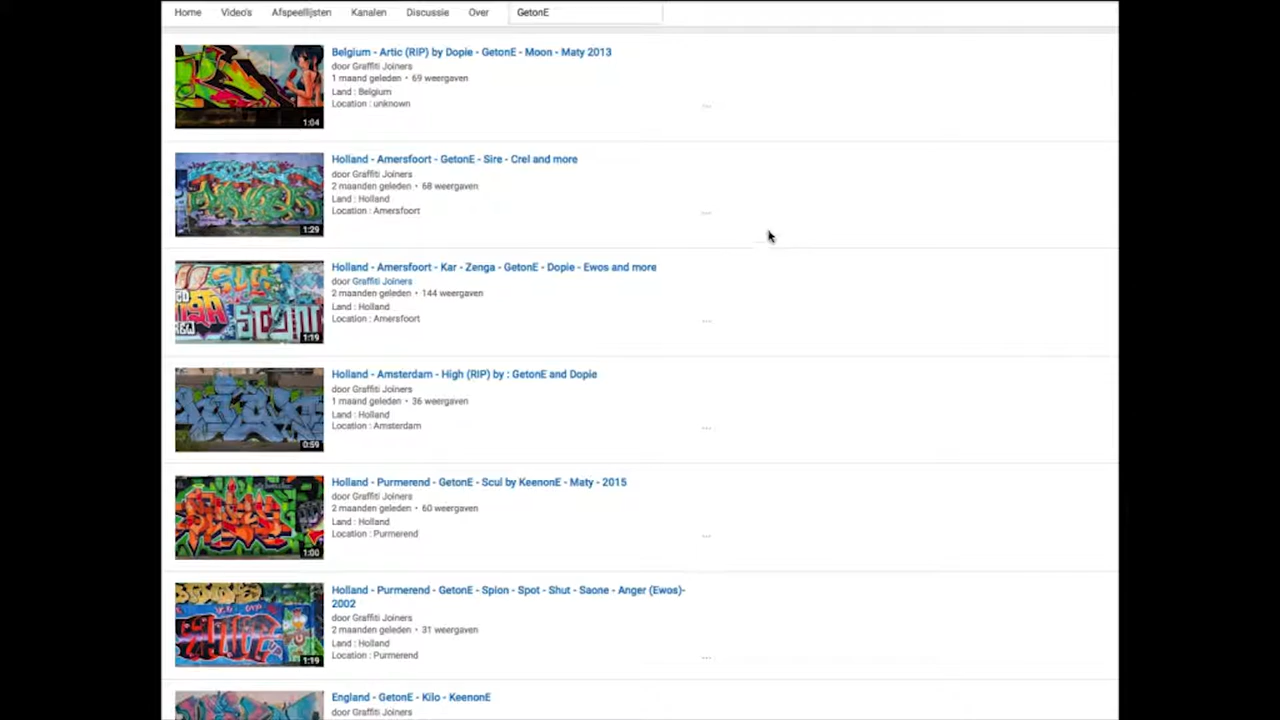 Home Video's Afspeellijsten Kanalen Discussie Over GetonE
Belgium - Artic (RIP) by Dopie - GetonE - Moon - Maty 2013
door Graffiti Joiners
1 maand geleden • 69 weergaven
Land : Belgium
Location : unknown
1:04
Holland - Amersfoort - GetonE - Sire - Crel and more
door Graffiti Joiners
2 maanden geleden • 68 weergaven
Land : Holland
Location : Amersfoort
1:29
Holland - Amersfoort - Kar - Zenga - GetonE - Dopie - Ewos and more
door Graffiti Joiners
2 maanden geleden • 144 weergaven
Land : Holland
Location : Amersfoort
1:19
Holland - Amsterdam - High (RIP) by : GetonE and Dopie
door Graffiti Joiners
1 maand geleden • 36 weergaven
Land : Holland
Location : Amsterdam
0:59
Holland - Purmerend - GetonE - Scul by KeenonE - Maty - 2015
door Graffiti Joiners
2 maanden geleden • 60 weergaven
Land : Holland
Location : Purmerend
1:00
Holland - Purmerend - GetonE - Spion - Spot - Shut - Saone - Anger (Ewos)-
2002
door Graffiti Joiners
2 maanden geleden • 31 weergaven
Land : Holland
Location : Purmerend
1:19
England - GetonE - Kilo - KeenonE
door Graffiti Joiners